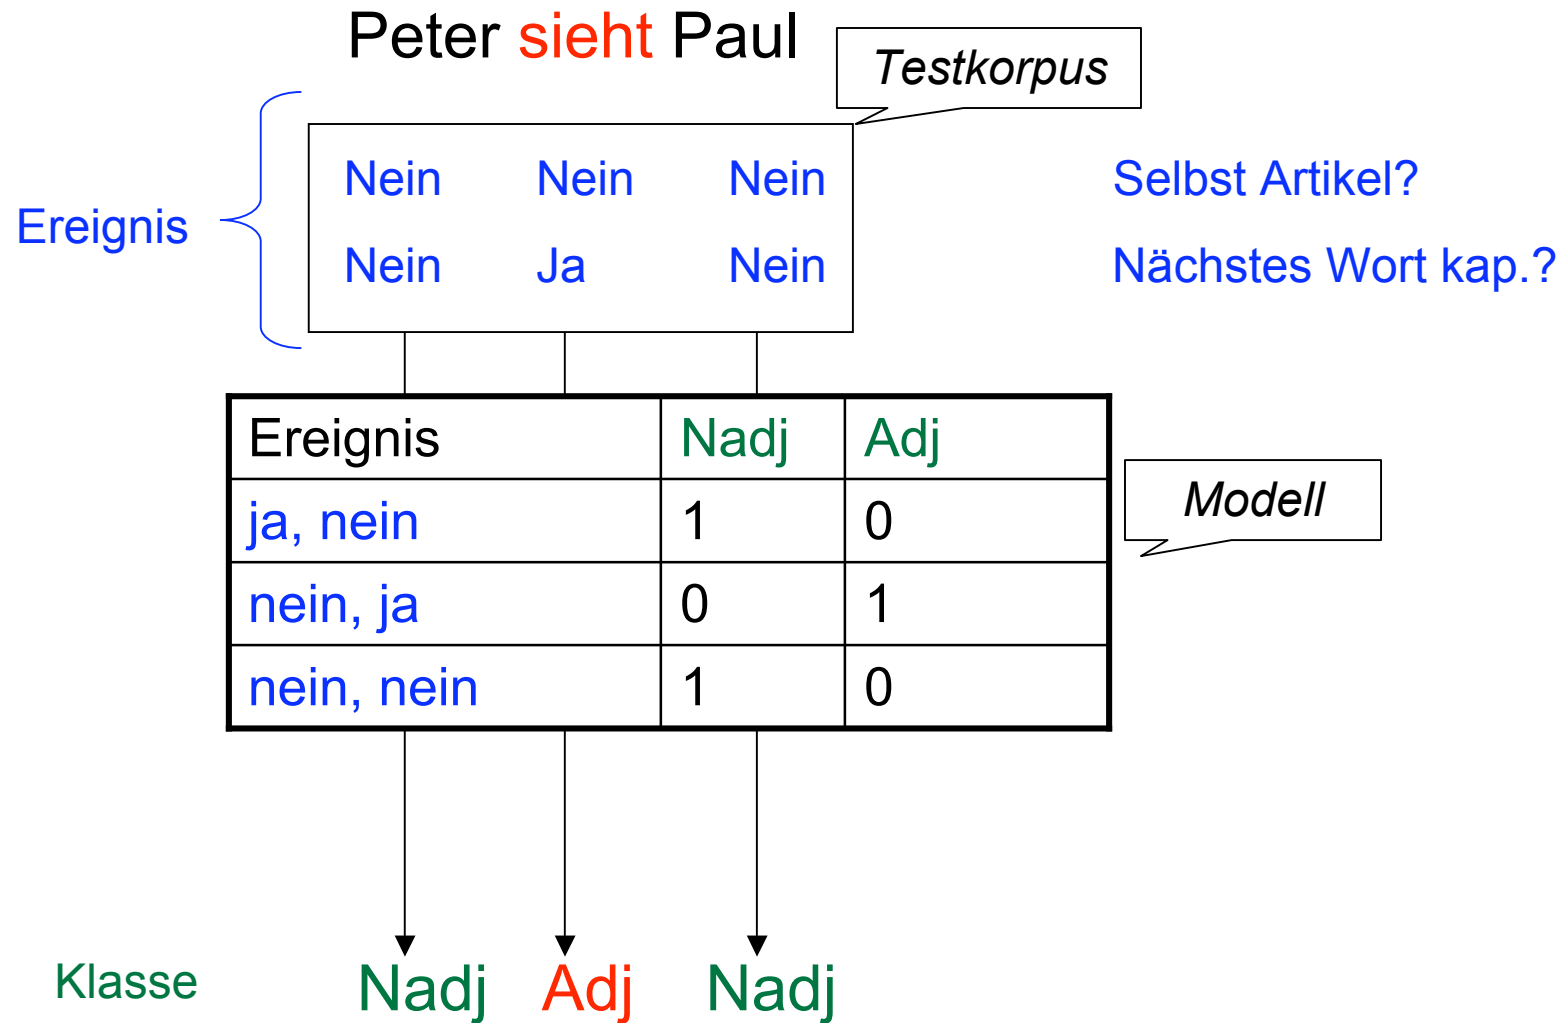 Peter sieht Paul
Testkorpus
Nein Nein Nein Selbst Artikel?
Ereignis
Nein Ja Nein Nächstes Wort kap.?
Ereignis Nadj Adj
ja, nein 1 0
Modell
nein, ja 0 1
nein, nein 1 0
Klasse Nadj Adj Nadj